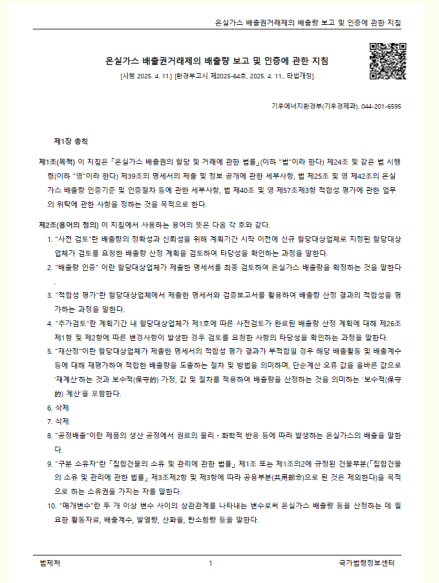 온실가스 배출권거래제의 배출량 보고 및 인증에 관한 지침
온실가스 배출권거래제의 배출량 보고 및 인증에 관한 지침
[시행 2025. 4. 11.] [환경부고시 제2025-64호, 2025. 4. 11., 타법개정]
기후에너지환경부(기후경제과), 044-201-6595
제1장 총칙
제1조(목적) 이 지침은 「온실가스 배출권의 할당 및 거래에 관한 법률」(이하 "법"이라 한다) 제24조 및 같은 법 시행
령(이하 "영"이라 한다) 제39조의 명세서의 제출 및 정보 공개에 관한 세부사항, 법 제25조 및 영 제42조의 온실
가스 배출량 인증기준 및 인증절차 등에 관한 세부사항, 법 제40조 및 영 제57조제3항 적합성 평가에 관한 업무
의 위탁에 관한 사항을 정하는 것을 목적으로 한다.
제2조(용어의 정의) 이 지침에서 사용하는 용어의 뜻은 다음 각 호와 같다.
1. "사전 검토"란 배출량의 정확성과 신뢰성을 위해 계획기간 시작 이전에 신규 할당대상업체로 지정된 할당대상
업체가 검토를 요청한 배출량 산정 계획을 검토하여 타당성을 확인하는 과정을 말한다.
2. "배출량 인증" 이란 할당대상업체가 제출한 명세서를 최종 검토하여 온실가스 배출량을 확정하는 것을 말한다
.
3. "적합성 평가"란 할당대상업체에서 제출한 명세서와 검증보고서를 활용하여 배출량 산정 결과의 적합성을 평
가하는 과정을 말한다.
4. "추가검토"란 계획기간 내 할당대상업체가 제1호에 따른 사전검토가 완료된 배출량 산정 계획에 대해 제26조
제1항 및 제2항에 따른 변경사항이 발생한 경우 검토를 요청한 사항의 타당성을 확인하는 과정을 말한다.
5. "재산정"이란 할당대상업체가 제출한 명세서의 적합성 평가 결과가 부적합일 경우 해당 배출활동 및 배출계수
등에 대해 재평가하여 적합한 배출량을 도출하는 절차 및 방법을 의미하며, 단순계산 오류 값을 올바른 값으로
'재계산'하는 것과 보수적(保守的) 가정, 값 및 절차를 적용하여 배출량을 산정하는 것을 의미하는 '보수적(保守
的) 계산'을 포함한다.
6. 삭제
7. 삭제
8. "공정배출"이란 제품의 생산 공정에서 원료의 물리ㆍ화학적 반응 등에 따라 발생하는 온실가스의 배출을 말한
다.
9. "구분 소유자"란 「집합건물의 소유 및 관리에 관한 법률」 제1조 또는 제1조의2에 규정된 건물부분(「집합건물
의 소유 및 관리에 관한 법률」 제3조제2항 및 제3항에 따라 공용부분(共用部分)으로 된 것은 제외한다)을 목적
으로 하는 소유권을 가지는 자를 말한다.
10. "매개변수"란 두 개 이상 변수 사이의 상관관계를 나타내는 변수로써 온실가스 배출량 등을 산정하는 데 필
요한 활동자료, 배출계수, 발열량, 산화율, 탄소함량 등을 말한다.
법제처 1 국가법령정보센터